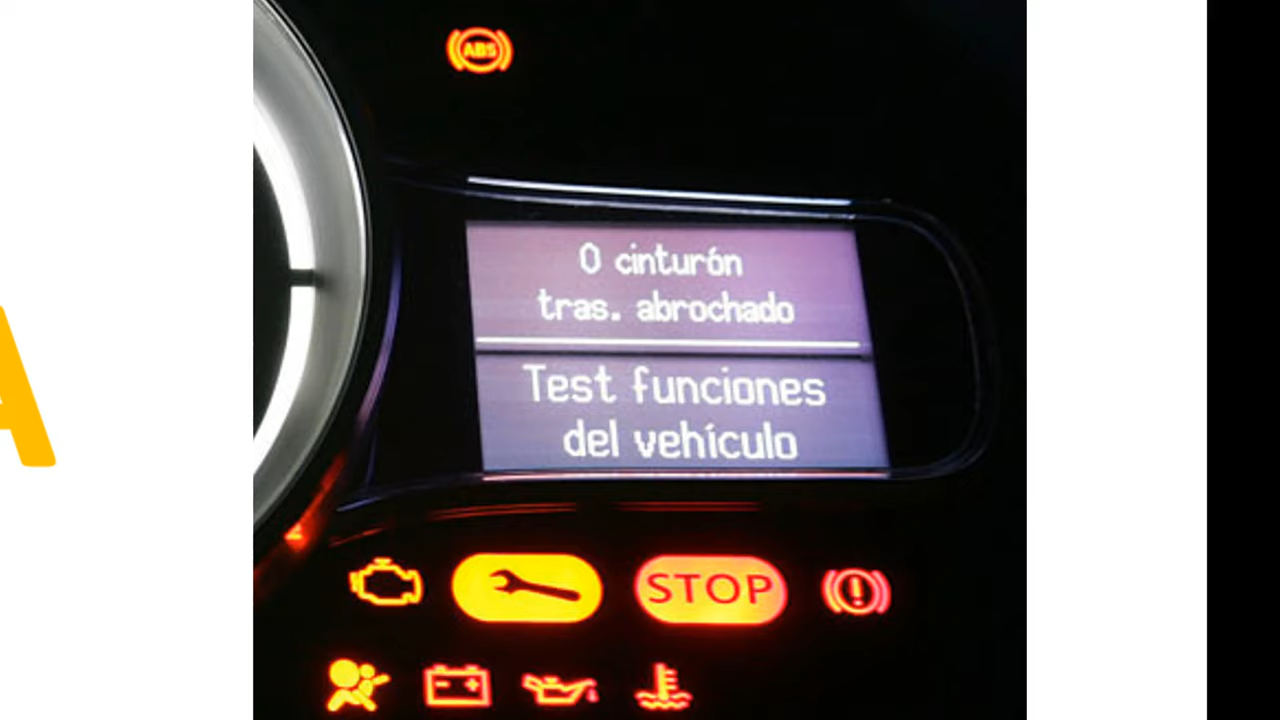 A
ABS
0 cinturón
tras. abrochado
Test funciones
del vehículo
STOP